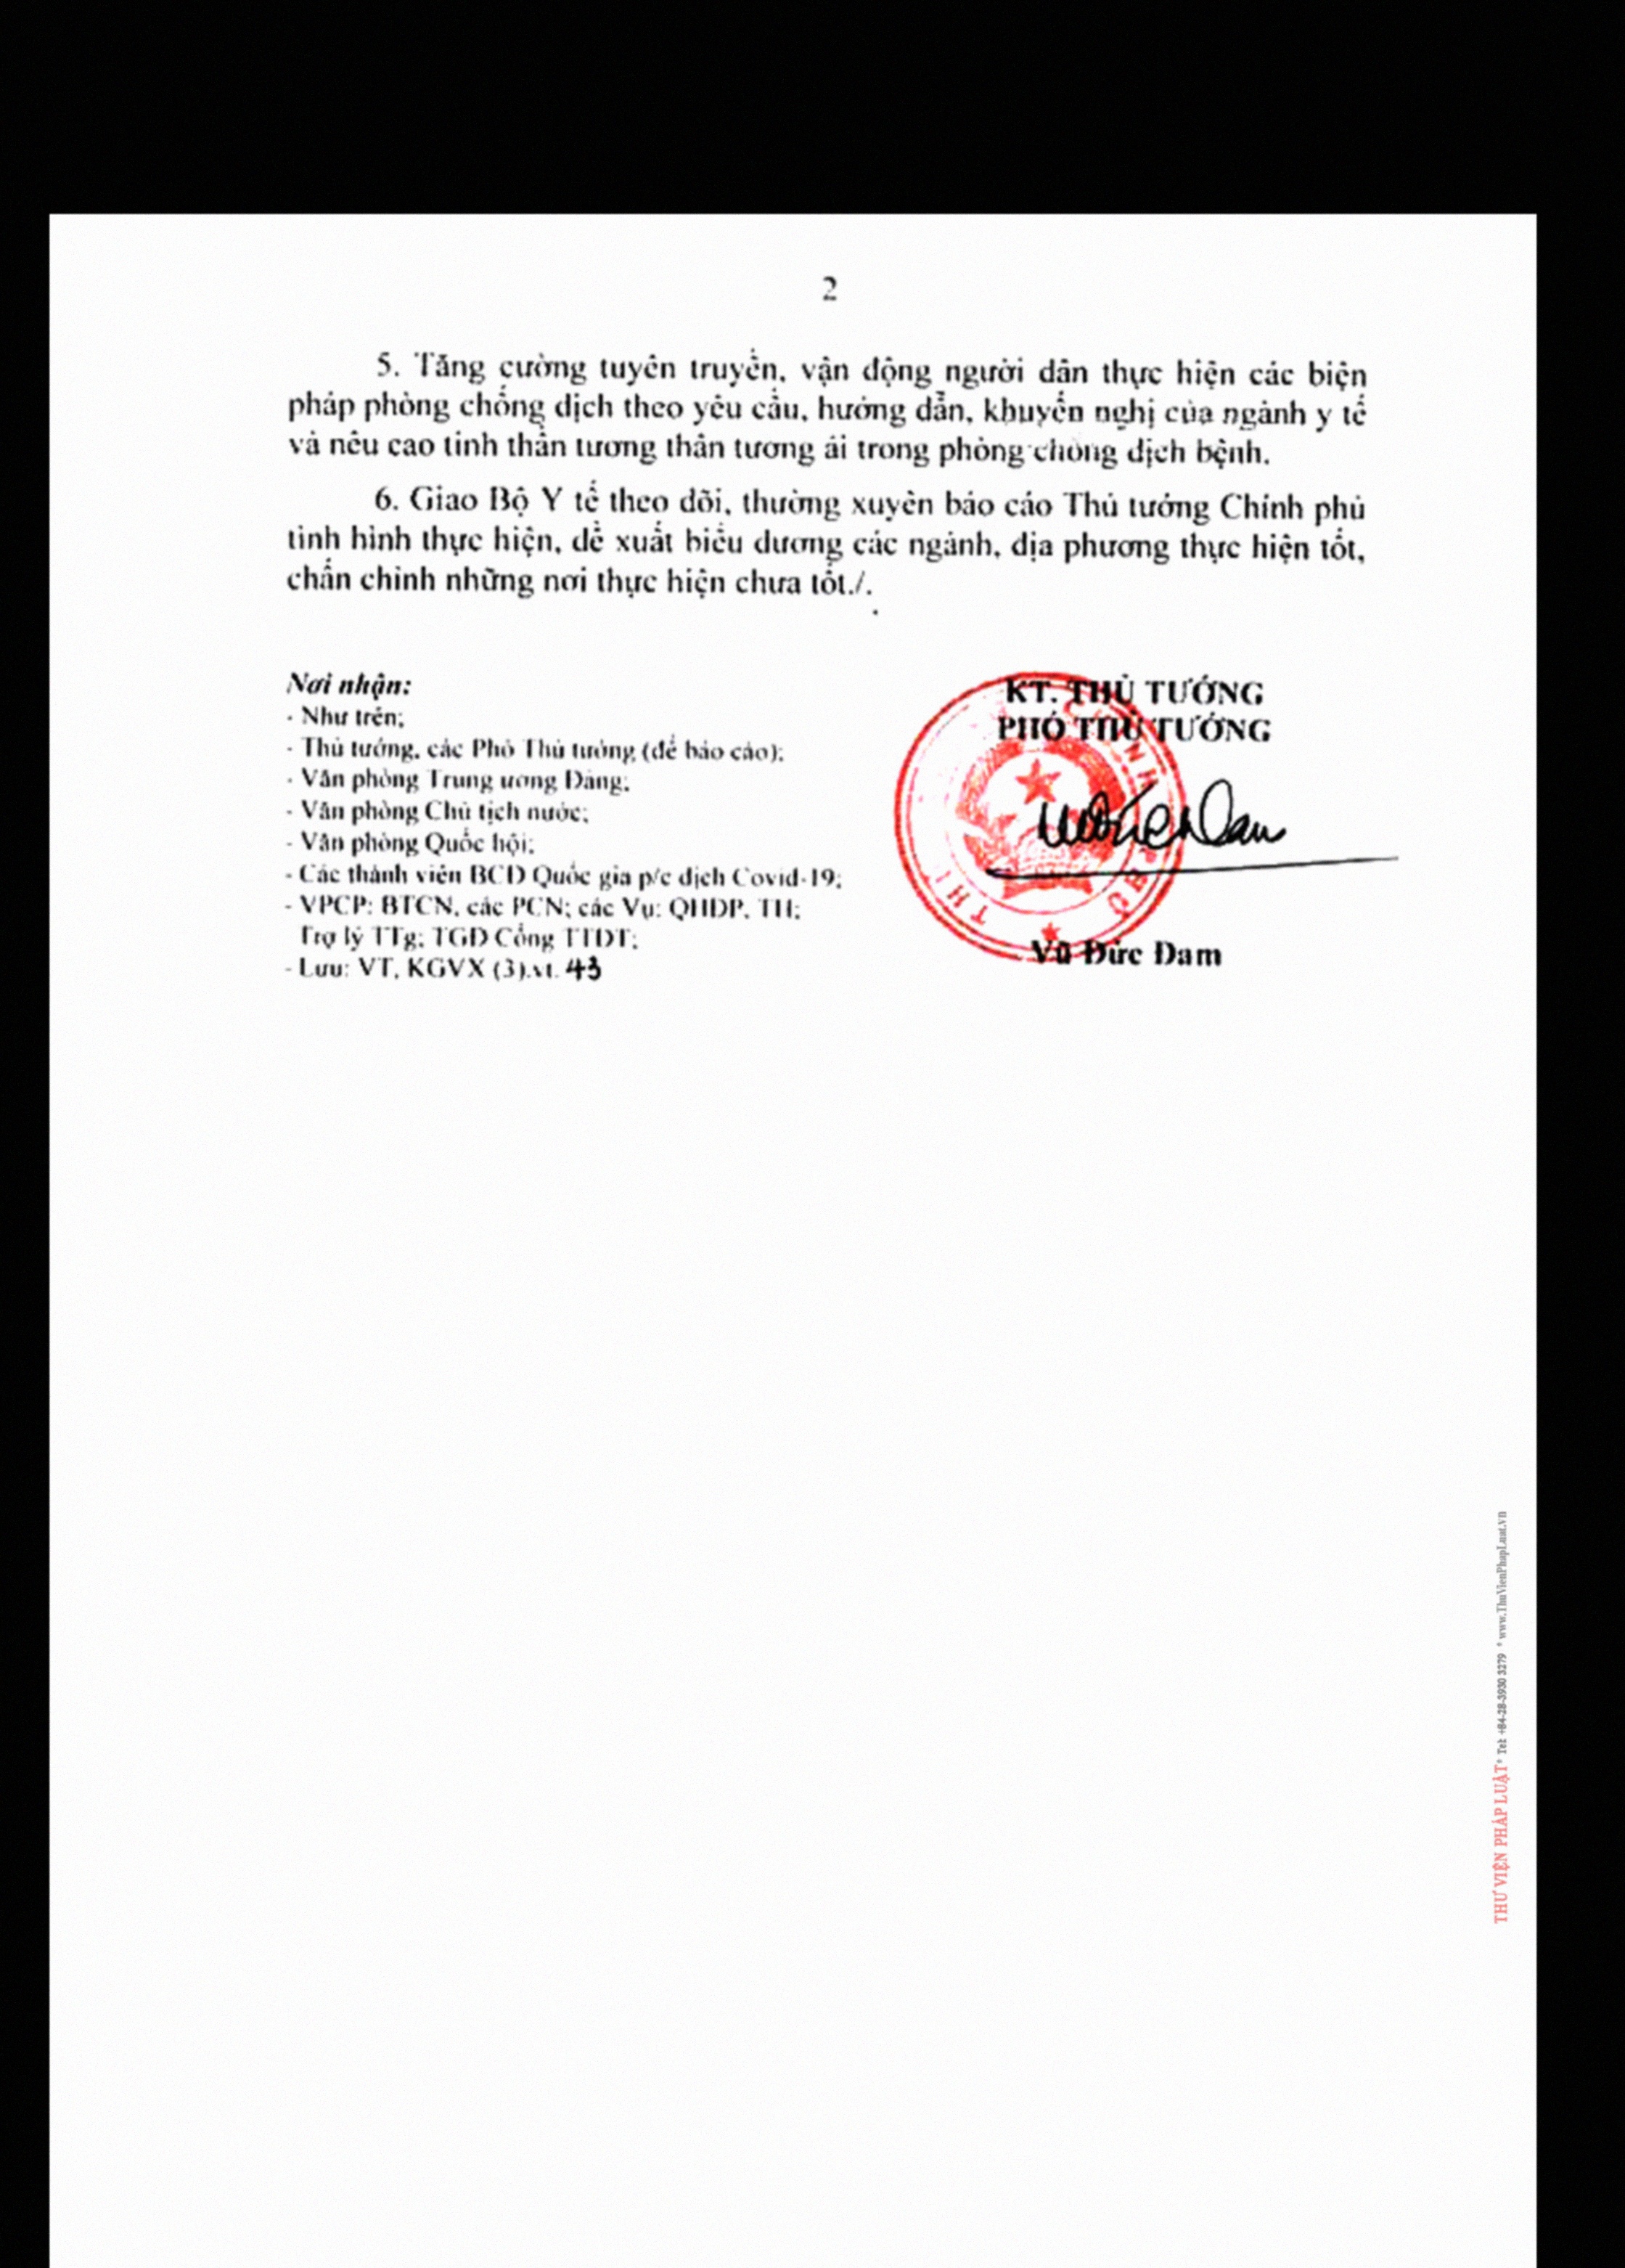 2
5. Tăng cường tuyên truyền, vận động người dân thực hiện các biện
pháp phòng chống dịch theo yêu cầu, hướng dẫn, khuyến nghị của ngành y tế
và nêu cao tinh thần tương thân tương ái trong phòng chống dịch bệnh.
6. Giao Bộ Y tế theo dõi, thường xuyên báo cáo Thủ tướng Chính phủ
tình hình thực hiện, đề xuất biểu dương các ngành, địa phương thực hiện tốt,
chấn chỉnh những nơi thực hiện chưa tốt./.
Nơi nhận:
- Như trên;
- Thủ tướng, các Phó Thủ tướng (để báo cáo);
- Văn phòng Trung ương Đảng;
- Văn phòng Chủ tịch nước;
- Văn phòng Quốc hội;
- Các thành viên BCĐ Quốc gia p/c dịch Covid-19;
- VPCP: BTCN, các PCN; các Vụ: QHĐP, TH;
Trợ lý TTg; TGĐ Cổng TTĐT;
- Lưu: VT, KGVX (3).vt. 43
KT. THỦ TƯỚNG
PHÓ THỦ TƯỚNG
Vũ Đức Đam
THƯ VIỆN PHÁP LUẬT * Tel: +84-28-3930 3279 * www.ThuVienPhapLuat.vn